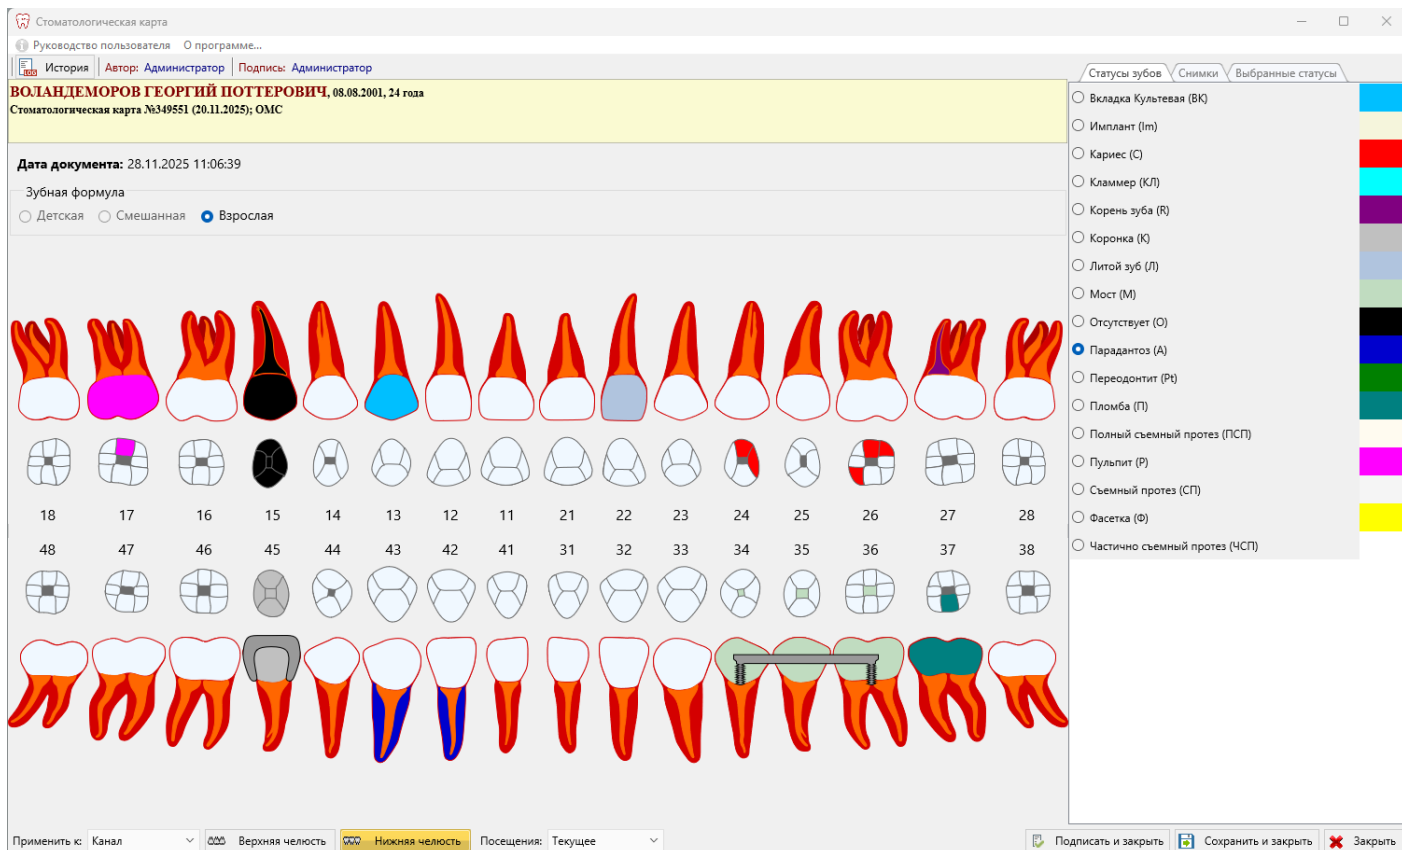 Стоматологическая карта
Руководство пользователя О программе...
История Автор: Администратор Подпись: Администратор
ВОЛАНДЕМОРОВ ГЕОРГИЙ ПОТТЕРОВИЧ, 08.08.2001, 24 года
Стоматологическая карта №349551 (20.11.2025); ОМС
Дата документа: 28.11.2025 11:06:39
Зубная формула
Детская Смешанная Взрослая
18 17 16 15 14 13 12 11 21 22 23 24 25 26 27 28
48 47 46 45 44 43 42 41 31 32 33 34 35 36 37 38
Применить к: Канал Верхняя челюсть Нижняя челюсть Посещения: Текущее
Статусы зубов Снимки Выбранные статусы
Вкладка Культевая (ВК)
Имплант (Im)
Кариес (С)
Кламмер (КЛ)
Корень зуба (R)
Коронка (К)
Литой зуб (Л)
Мост (М)
Отсутствует (О)
Парадантоз (А)
Переодонтит (Pt)
Пломба (П)
Полный съемный протез (ПСП)
Пульпит (Р)
Съемный протез (СП)
Фасетка (Ф)
Частично съемный протез (ЧСП)
Подписать и закрыть Сохранить и закрыть Закрыть